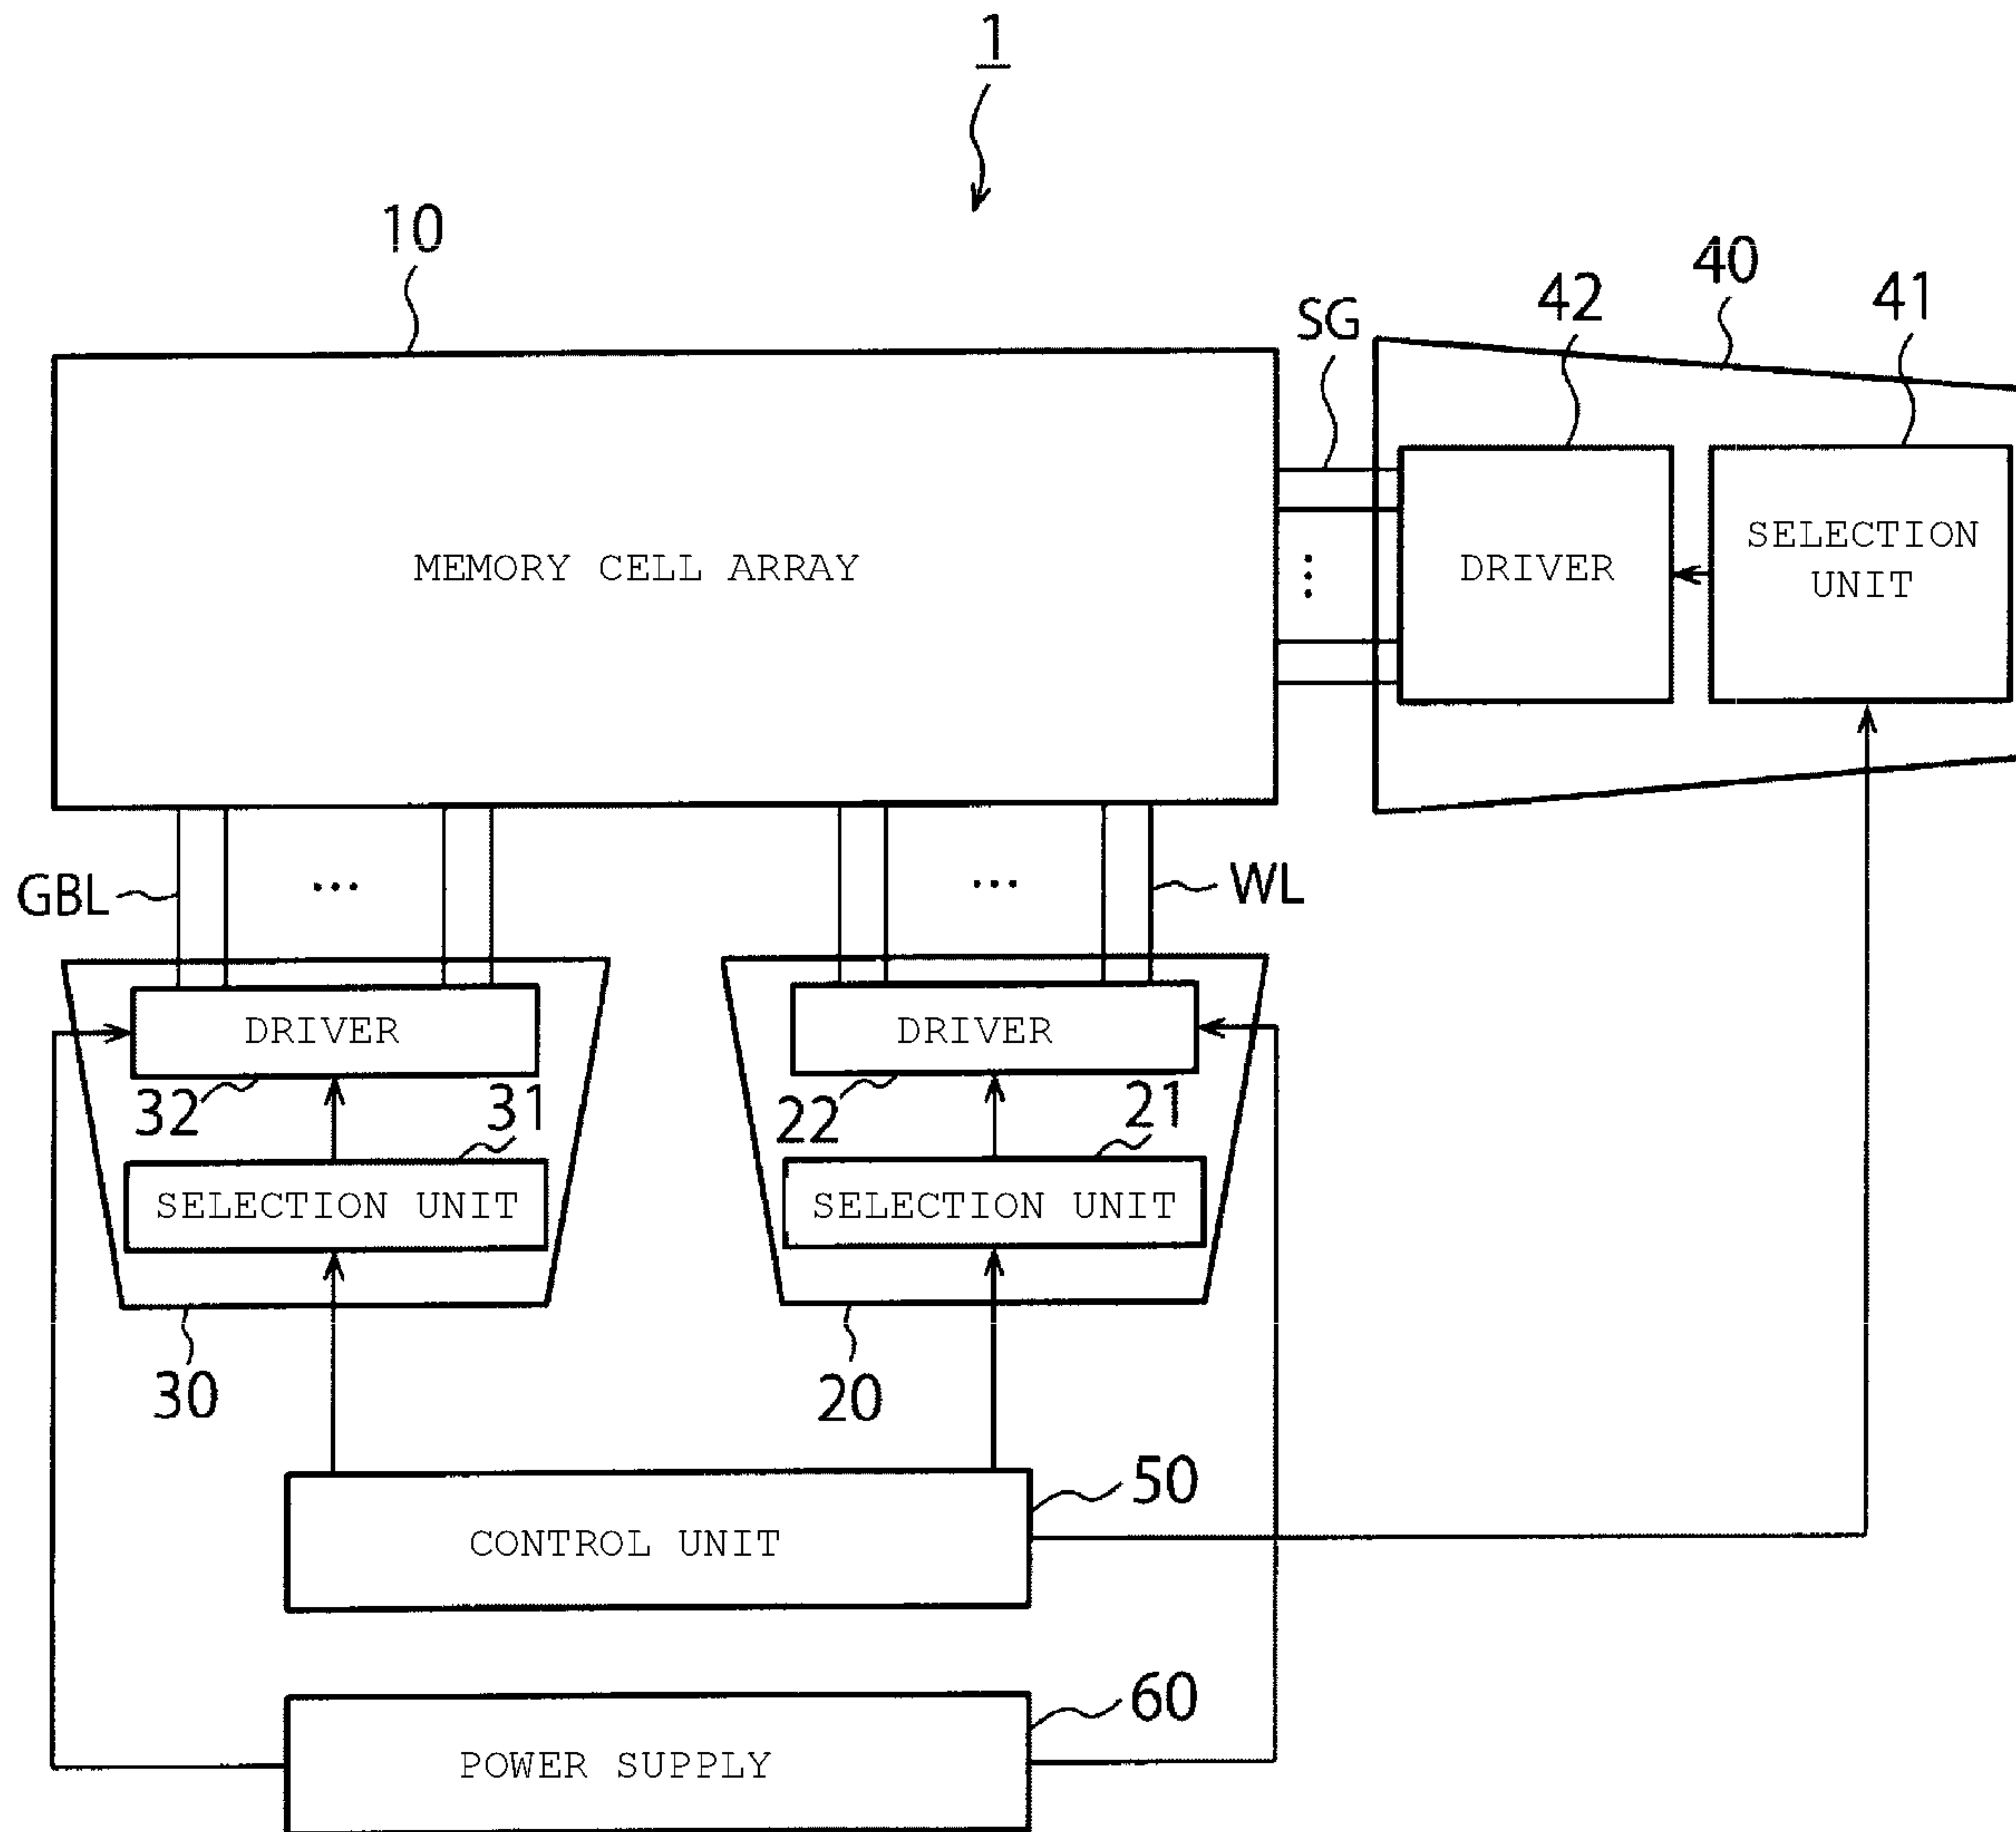 1
10
SG
42
40
41
MEMORY CELL ARRAY
DRIVER
SELECTION
UNIT
GBL
...
...
WL
...
DRIVER
DRIVER
32
31
22
21
SELECTION UNIT
SELECTION UNIT
30
20
50
CONTROL UNIT
60
POWER SUPPLY